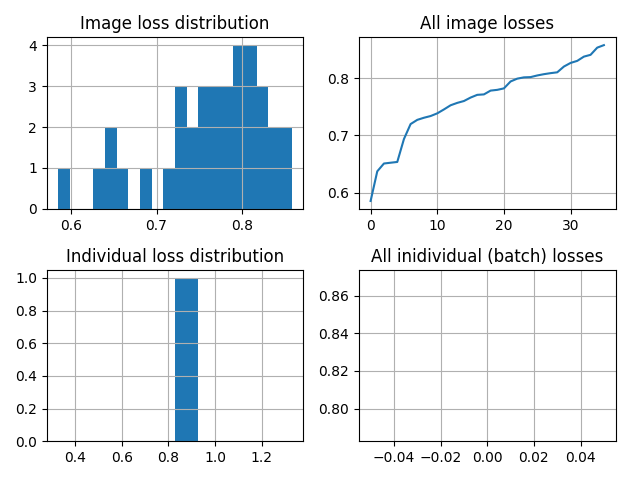 Image loss distribution
4
3
2
1
0
0.6 0.7 0.8
All image losses
0.8
0.7
0.6
0 10 20 30
Individual loss distribution
1.0
0.8
0.6
0.4
0.2
0.0
0.4 0.6 0.8 1.0 1.2
All inidividual (batch) losses
0.86
0.84
0.82
0.80
−0.04 −0.02 0.00 0.02 0.04